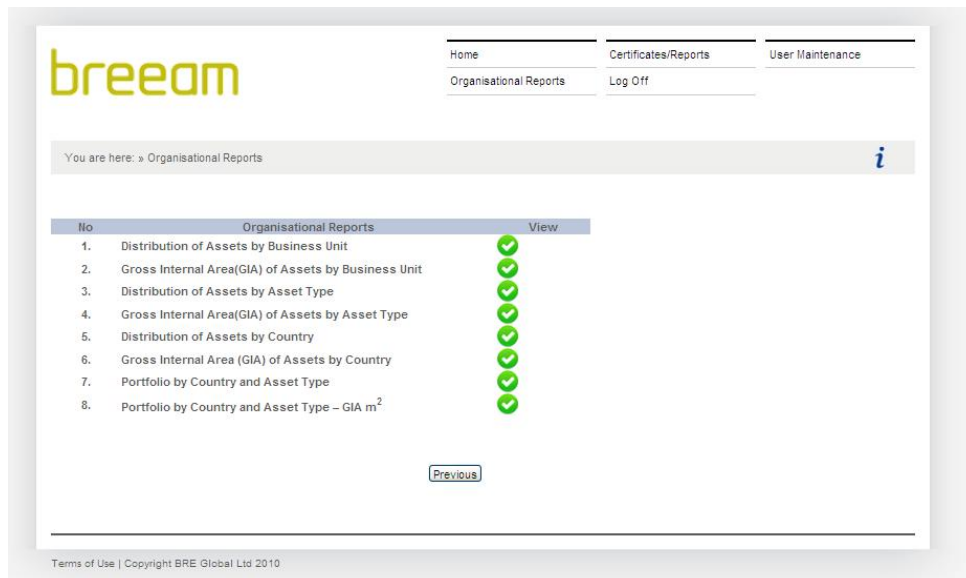 breeam
Home Certificates/Reports User Maintenance
Organisational Reports Log Off
You are here: » Organisational Reports i
No Organisational Reports View
1. Distribution of Assets by Business Unit
2. Gross Internal Area(GIA) of Assets by Business Unit
3. Distribution of Assets by Asset Type
4. Gross Internal Area(GIA) of Assets by Asset Type
5. Distribution of Assets by Country
6. Gross Internal Area (GIA) of Assets by Country
7. Portfolio by Country and Asset Type
8. Portfolio by Country and Asset Type – GIA m²
Previous
Terms of Use | Copyright BRE Global Ltd 2010